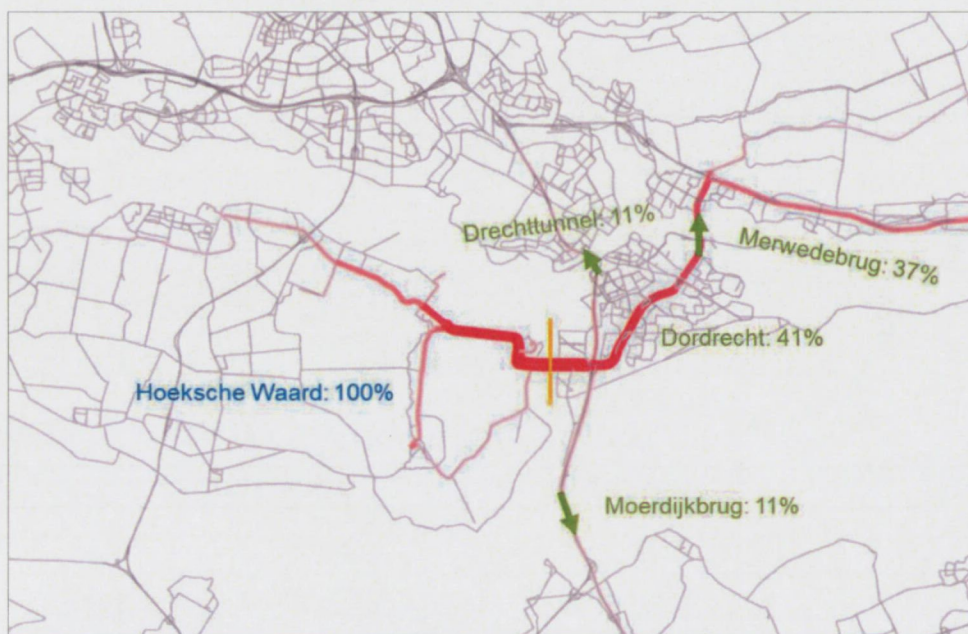 Drechttunnel: 11%
Merwedebrug: 37%
Dordrecht: 41%
Hoeksche Waard: 100%
Moerdijkbrug: 11%